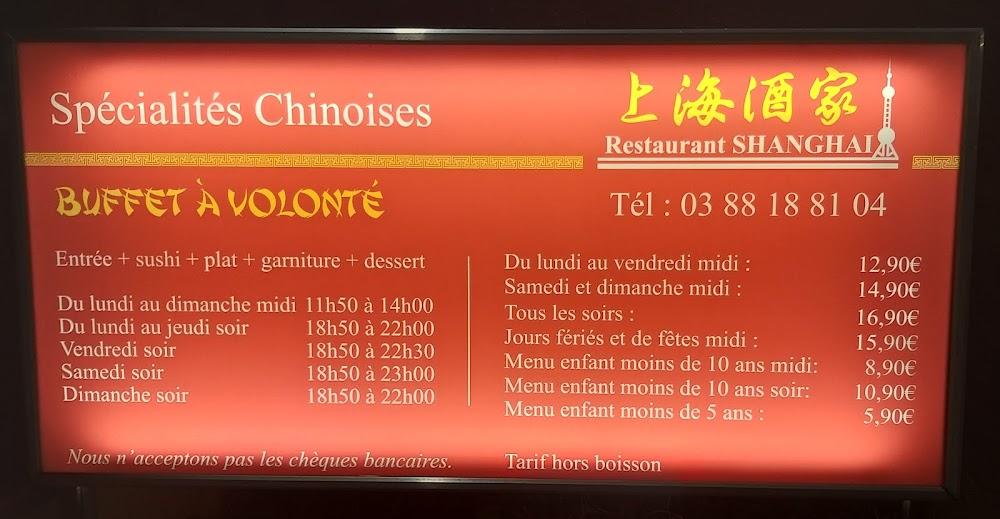 Spécialités Chinoises
上海酒家
Restaurant SHANGHAI
BUFFET À VOLONTÉ
Tél : 03 88 18 81 04
Entrée + sushi + plat + garniture + dessert
Du lundi au dimanche midi 11h50 à 14h00
Du lundi au jeudi soir 18h50 à 22h00
Vendredi soir 18h50 à 22h30
Samedi soir 18h50 à 23h00
Dimanche soir 18h50 à 22h00
Nous n'acceptons pas les chèques bancaires.
Du lundi au vendredi midi : 12,90€
Samedi et dimanche midi : 14,90€
Tous les soirs : 16,90€
Jours fériés et de fêtes midi : 15,90€
Menu enfant moins de 10 ans midi: 8,90€
Menu enfant moins de 10 ans soir: 10,90€
Menu enfant moins de 5 ans : 5,90€
Tarif hors boisson